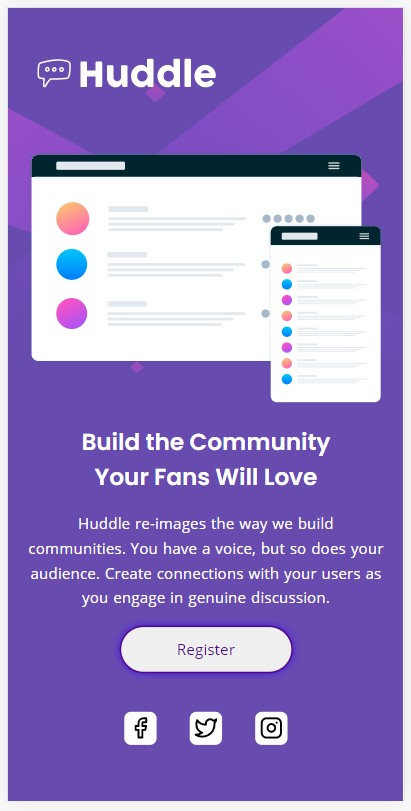 Huddle
Build the Community
Your Fans Will Love
Huddle re-images the way we build
communities. You have a voice, but so does your
audience. Create connections with your users as
you engage in genuine discussion.
Register